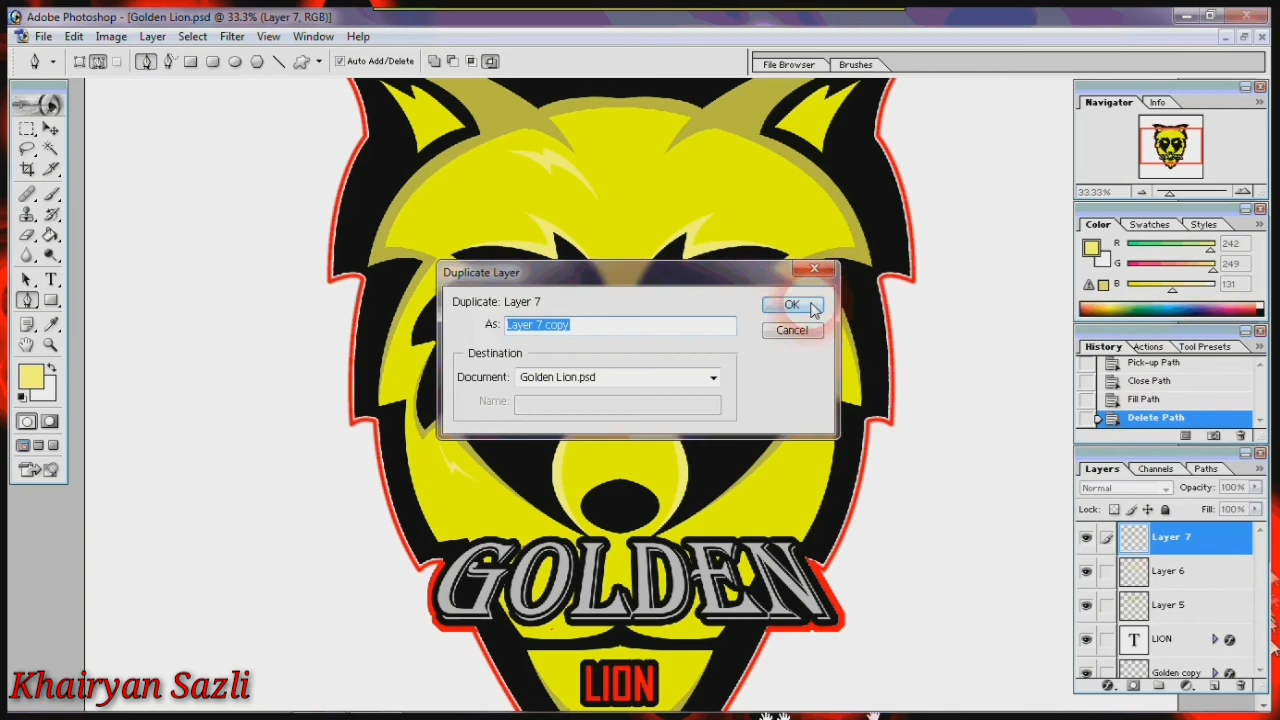 Adobe Photoshop - [Golden Lion.psd @ 33.3% (Layer 7, RGB)]
File Edit Image Layer Select Filter View Window Help
Auto Add/Delete
File Browser Brushes
Navigator Info
33.33%
Color Swatches Styles
R 242
G 249
B 131
History Actions Tool Presets
Pick-up Path
Close Path
Fill Path
Delete Path
Layers Channels Paths
Normal Opacity: 100%
Lock: Fill: 100%
Layer 7
Layer 6
Layer 5
T LION
Golden copy
Duplicate Layer
Duplicate: Layer 7
As: Layer 7 copy
Destination
Document: Golden Lion.psd
Name:
OK
Cancel
GOLDEN
LION
Khairyan Sazli